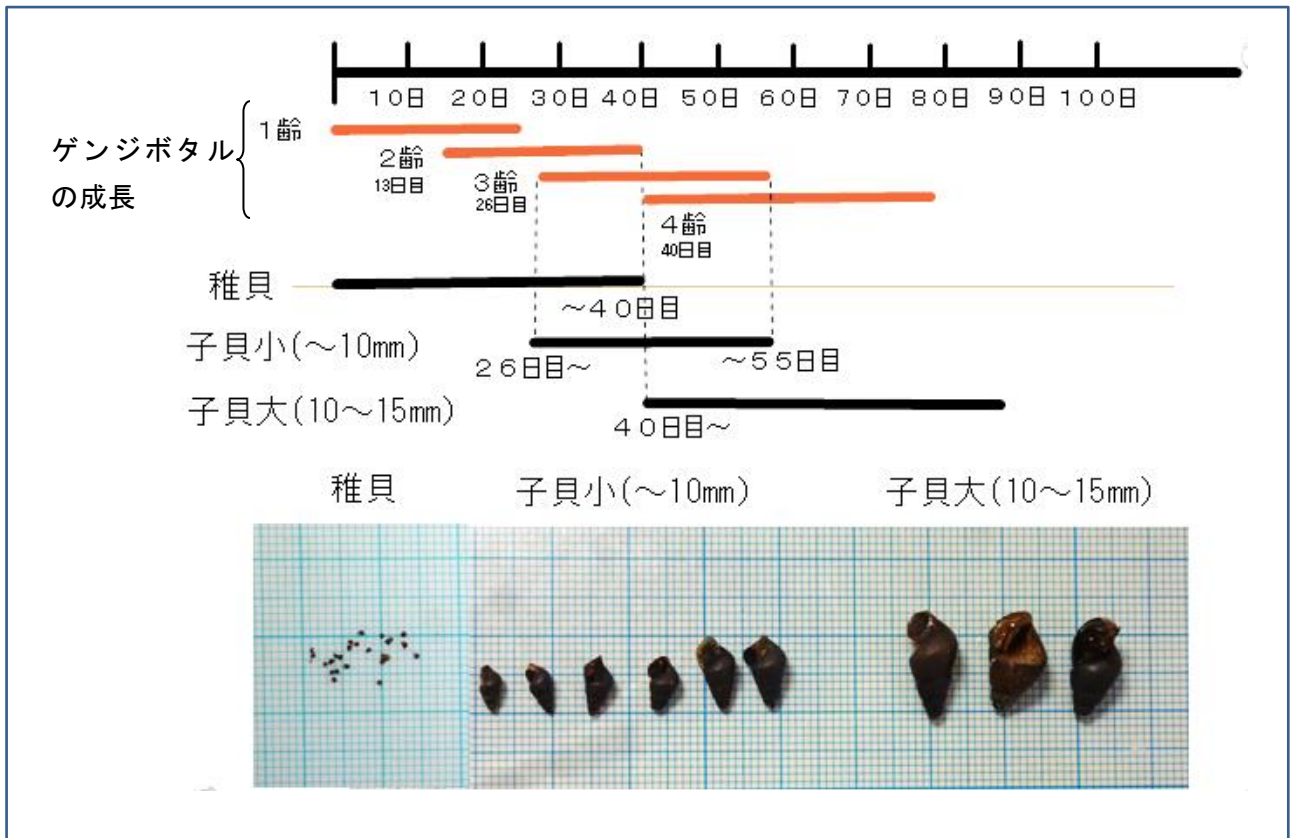 10日 20日 30日 40日 50日 60日 70日 80日 90日 100日
ゲンジボタル
の成長
1齢
2齢
13日目
3齢
26日目
4齢
40日目
稚貝
～40日目
子貝小(～10mm)
26日目～
～55日目
子貝大(10～15mm)
40日目～
稚貝 子貝小(～10mm) 子貝大(10～15mm)